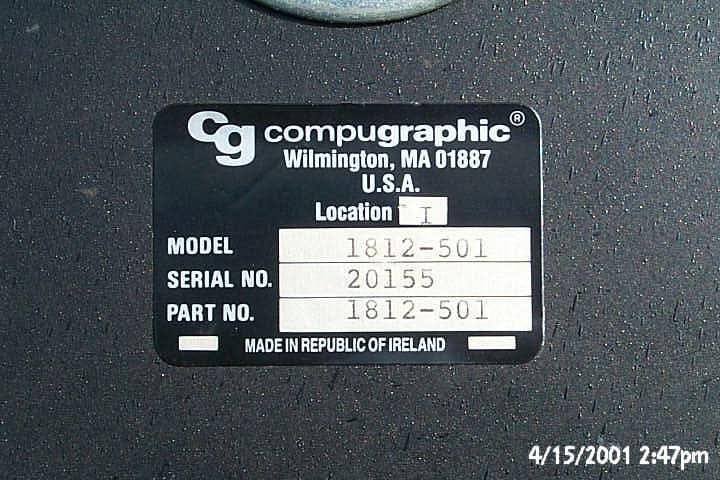 cg compugraphic®
Wilmington, MA 01887
U.S.A.
Location I
MODEL 1812-501
SERIAL NO. 20155
PART NO. 1812-501
MADE IN REPUBLIC OF IRELAND
4/15/2001 2:47pm